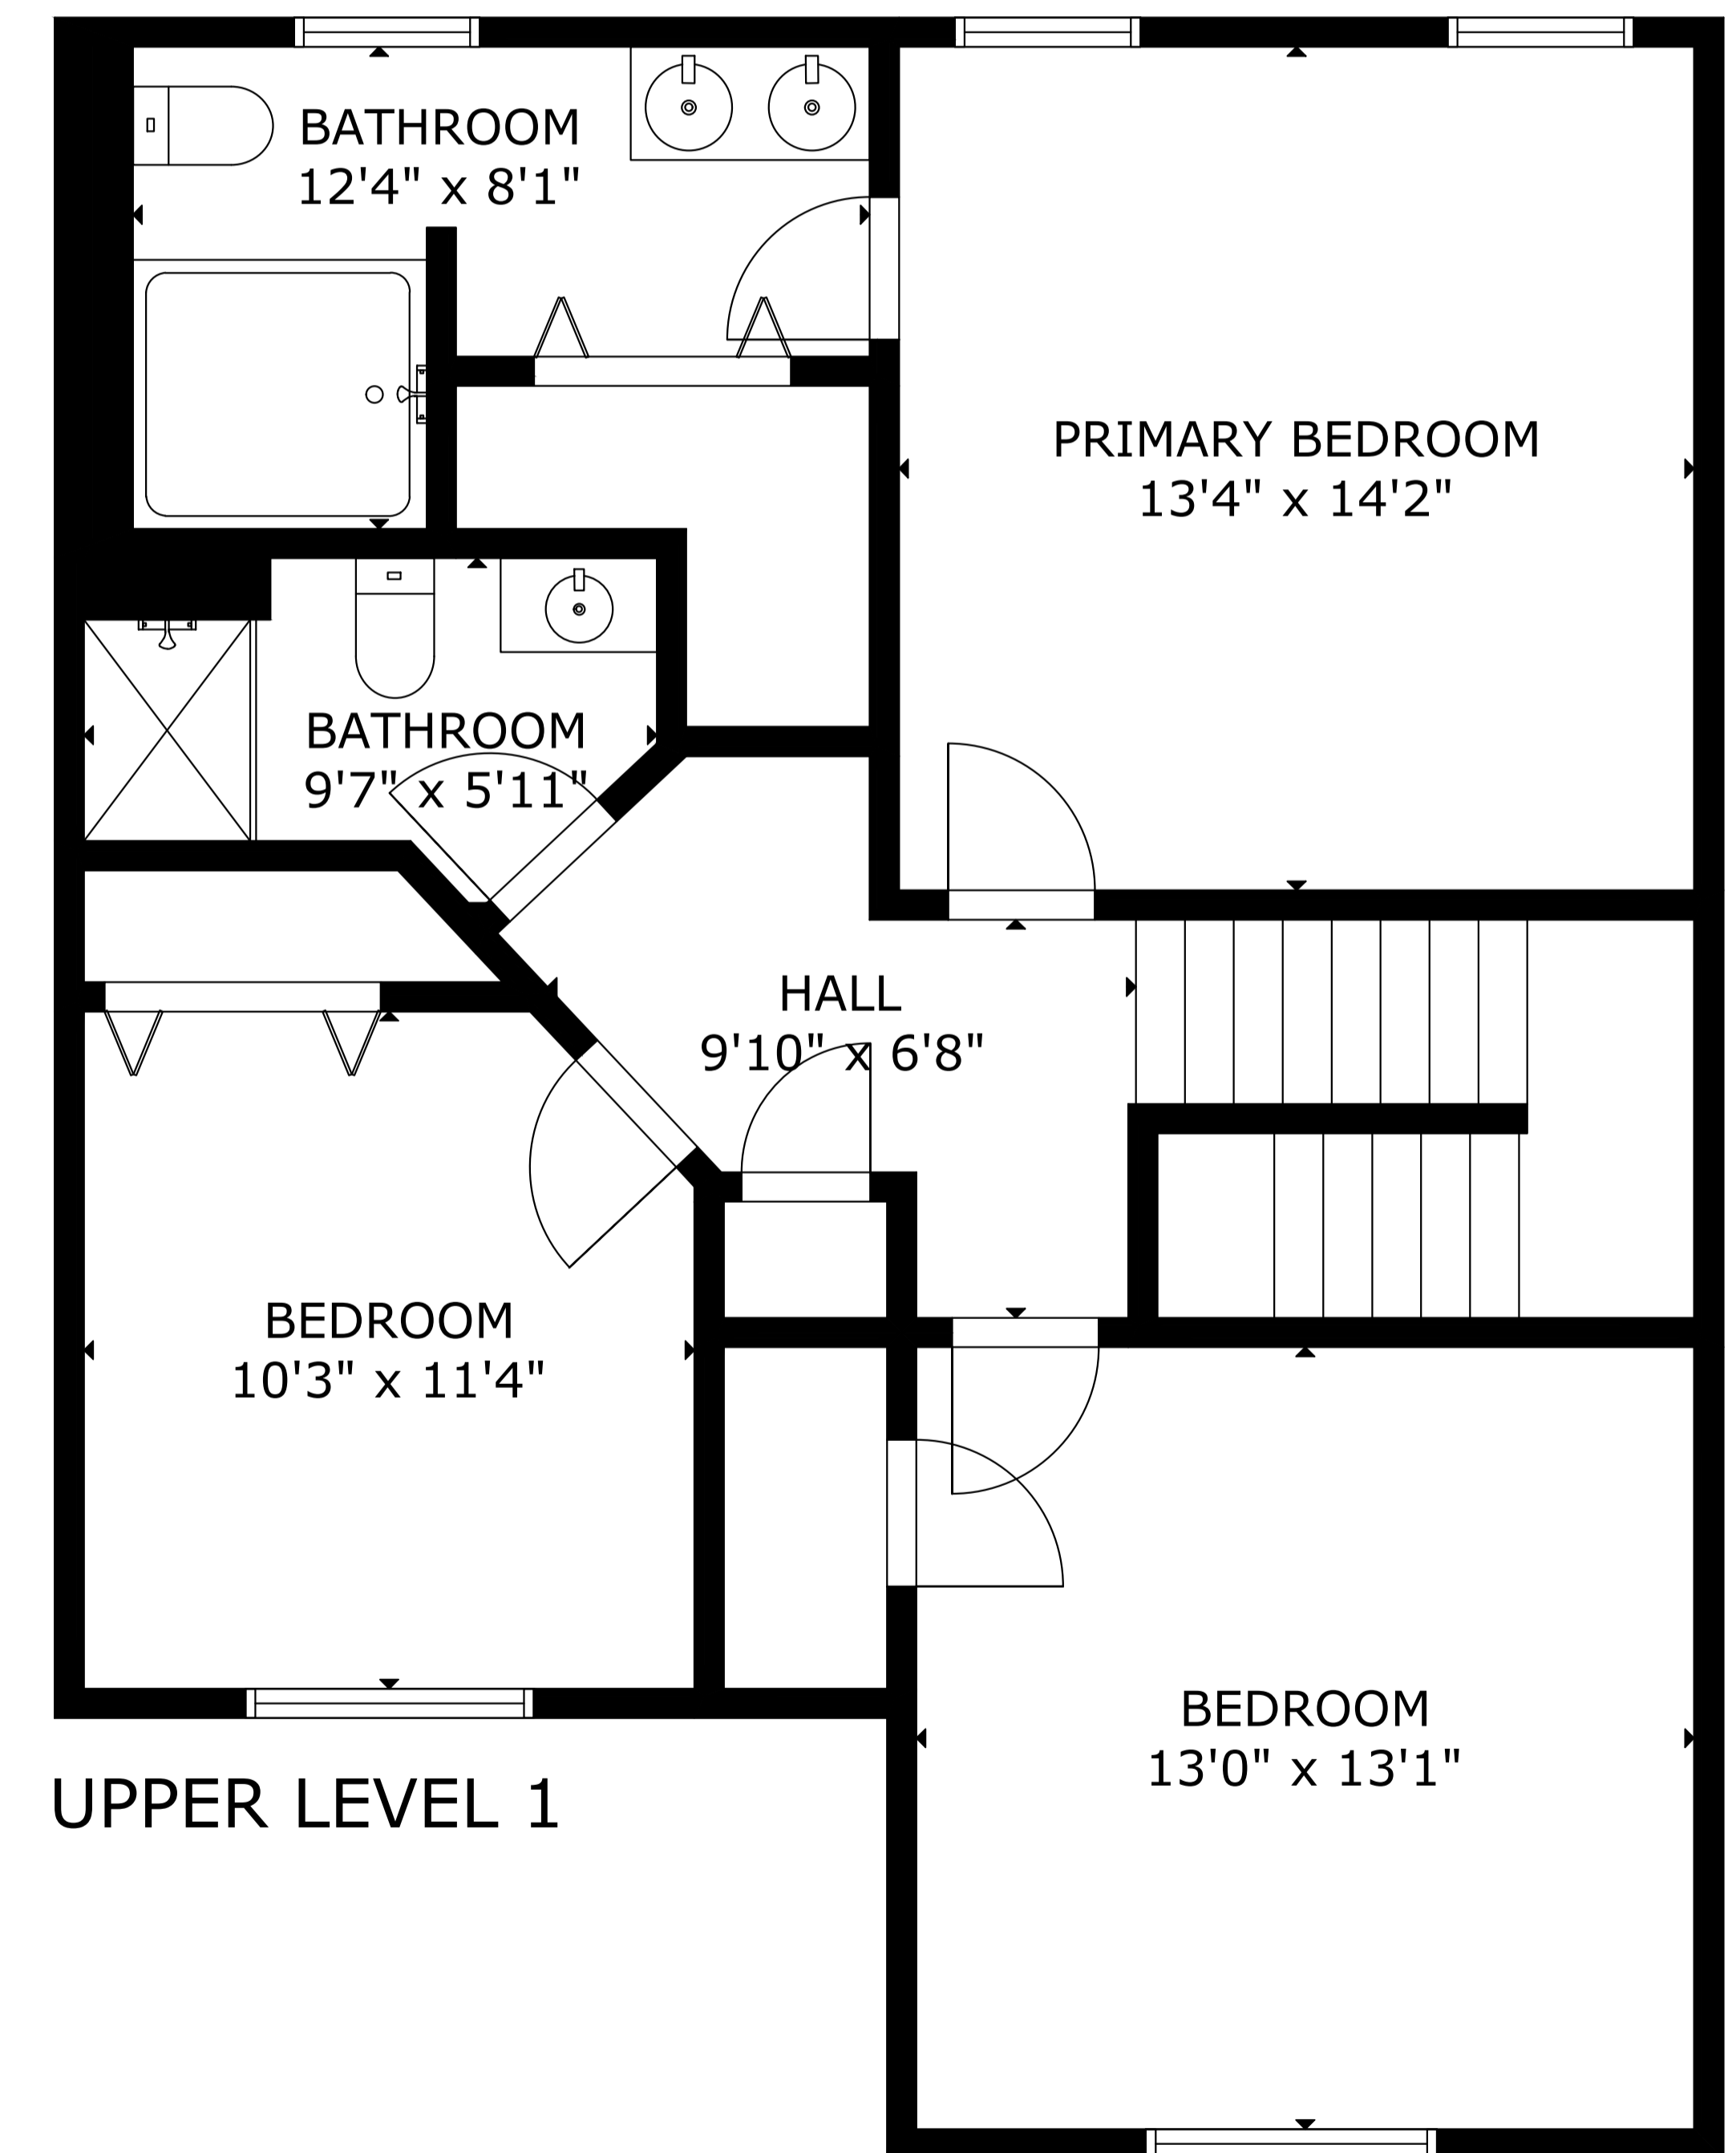 BATHROOM
12'4" x 8'1"
PRIMARY BEDROOM
13'4" x 14'2"
BATHROOM
9'7" x 5'11"
HALL
9'10" x 6'8"
BEDROOM
10'3" x 11'4"
BEDROOM
13'0" x 13'1"
UPPER LEVEL 1